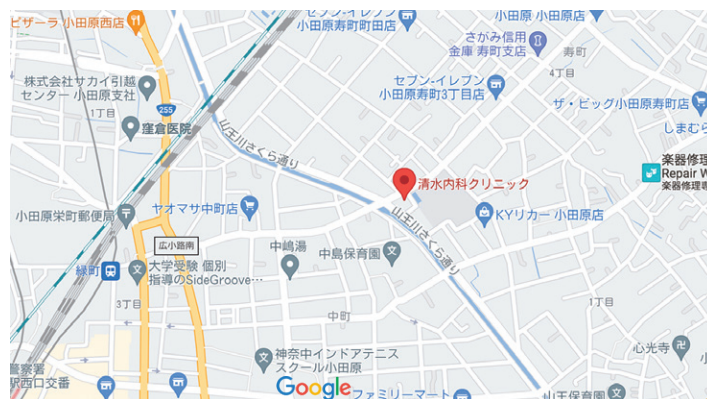 ピザーラ 小田原西店
セブン-イレブン
小田原寿町町田店
小田原 小田原店
さがみ信用
金庫 寿町支店
寿町
4丁目
株式会社サカイ引越
センター 小田原支社
1丁目
255
窪倉医院
セブン-イレブン
小田原寿町3丁目店
ザ・ビッグ小田原寿町店
しまむら
山王川さくら通り
楽器修理
Repair W
楽器修理専
清水内科クリニック
小田原栄町郵便局
ヤオマサ中町店
山王川さくら通り
KYリカー 小田原店
広小路南
中嶋湯
中島保育園
緑町
大学受験 個別
指導のSideGroove…
3丁目
1丁目
中町
心光寺
小
神奈中インドアテニス
スクール小田原
警察署
駅西口交番
Google
ファミリーマート
山王保育園